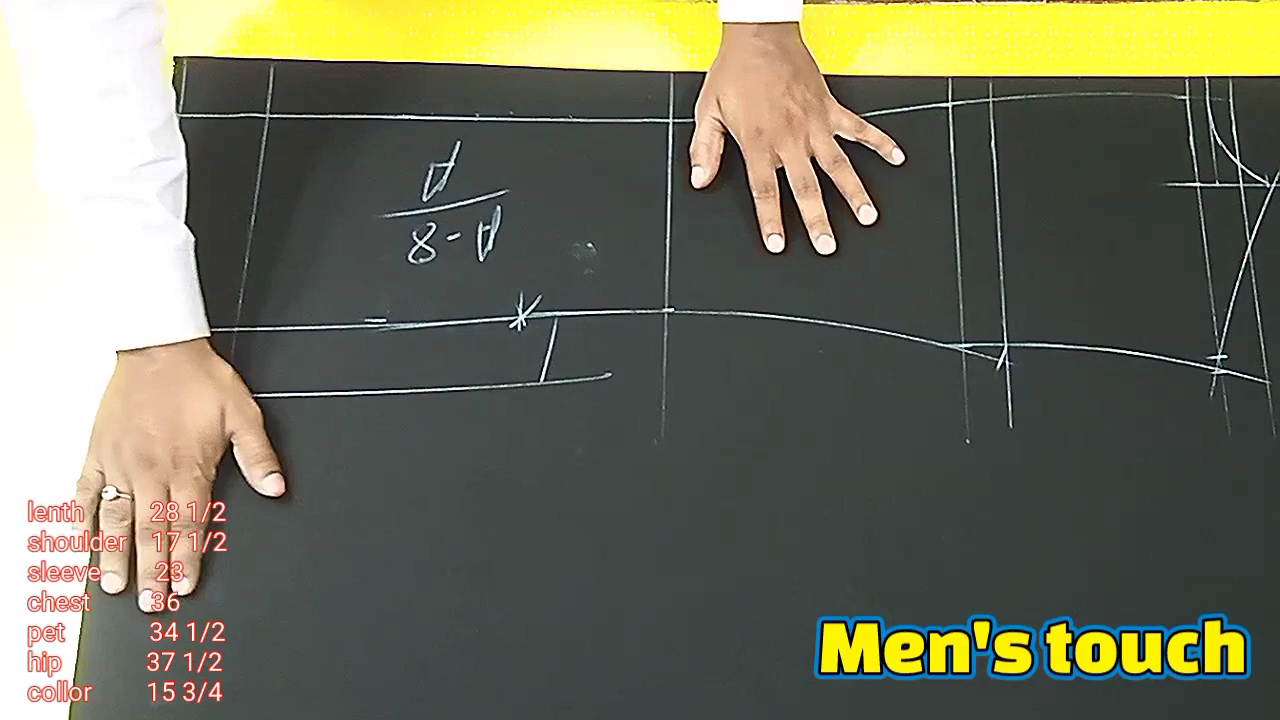 lenth 28 1/2
shoulder 17 1/2
sleeve 23
chest 36
pet 34 1/2
hip 37 1/2
collor 15 3/4
Men's touch